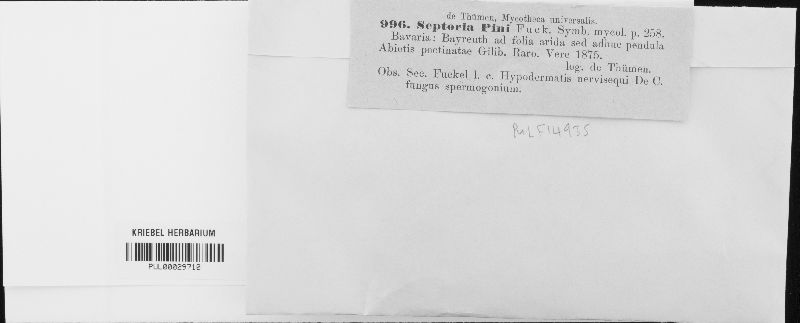 de Thümen, Mycotheca universalis.
996. Septoria Pini Fuck. Symb. mycol. p. 258.
Bavaria: Bayreuth ad folia arida sed adhuc pendula
Abietis pectinatae Gilib. Raro. Vere 1875.
leg. de Thümen.
Obs. Sec. Fuckel l. c. Hypodermatis nervisequi De C.
fungus spermogonium.
PUL F14935
KRIEBEL HERBARIUM
PUL00029712